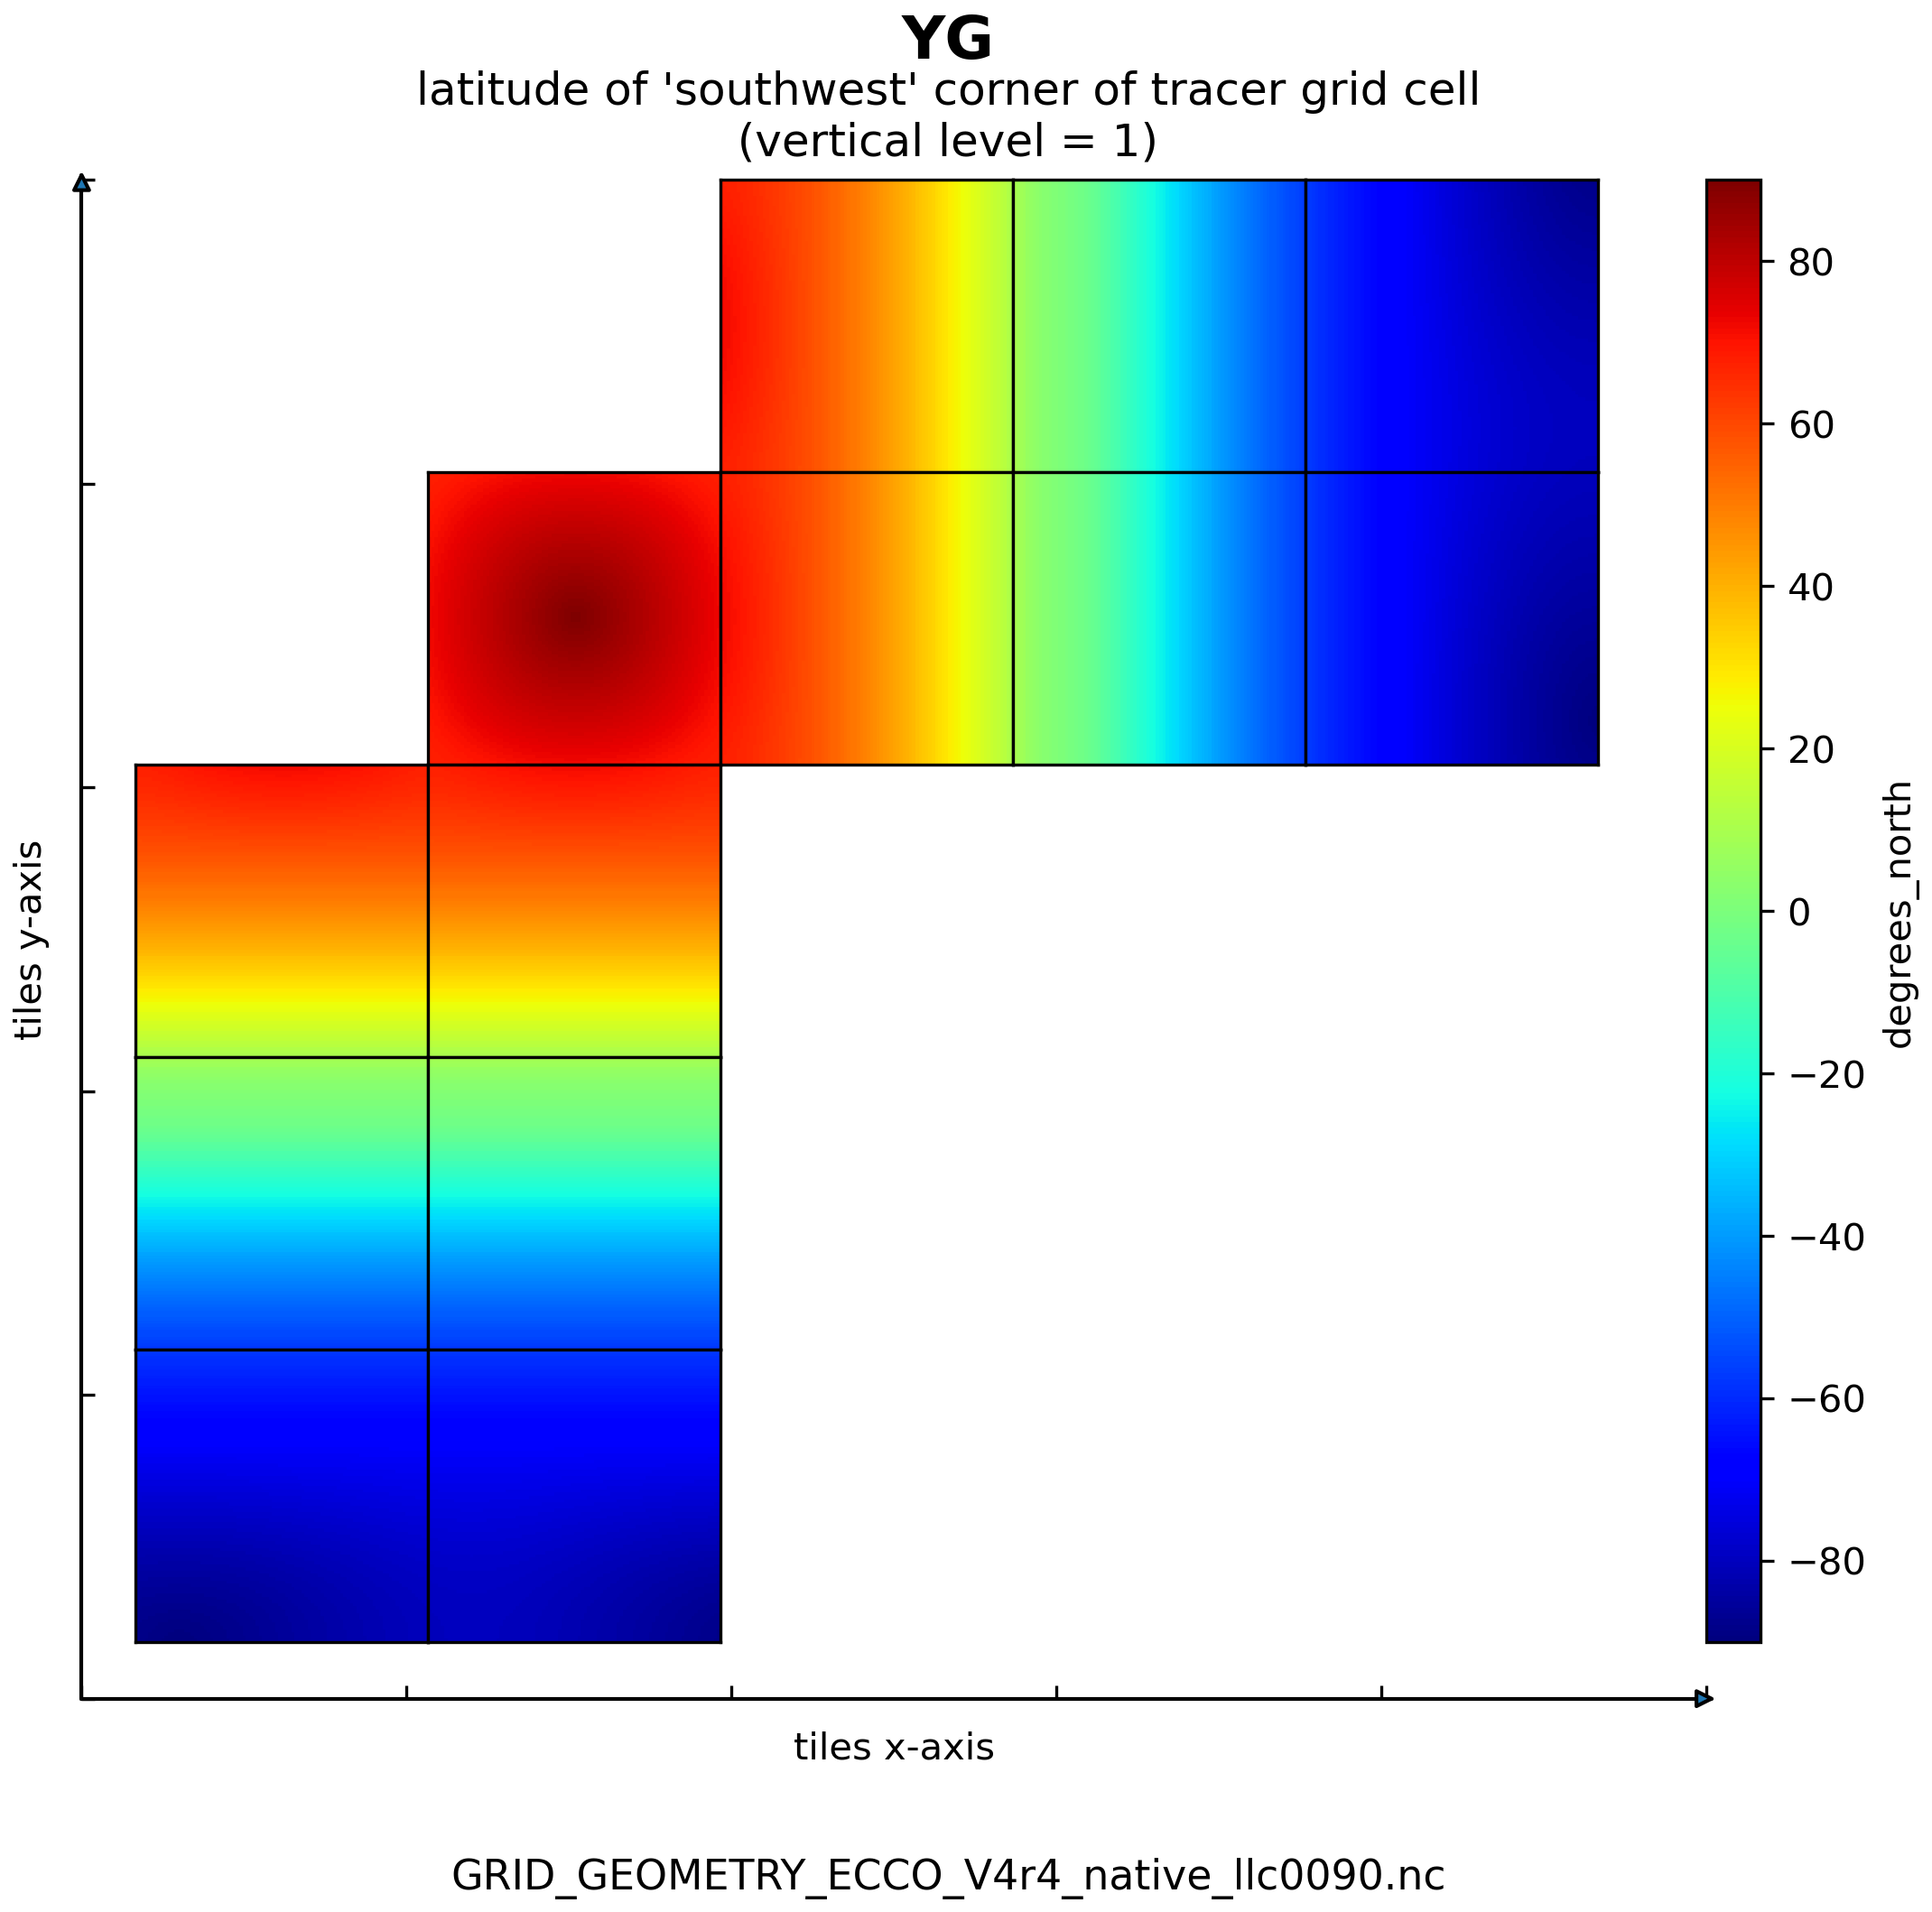 YG
latitude of 'southwest' corner of tracer grid cell
(vertical level = 1)
tiles y-axis
tiles x-axis
80
60
40
20
0
−20
−40
−60
−80
degrees_north
GRID_GEOMETRY_ECCO_V4r4_native_llc0090.nc